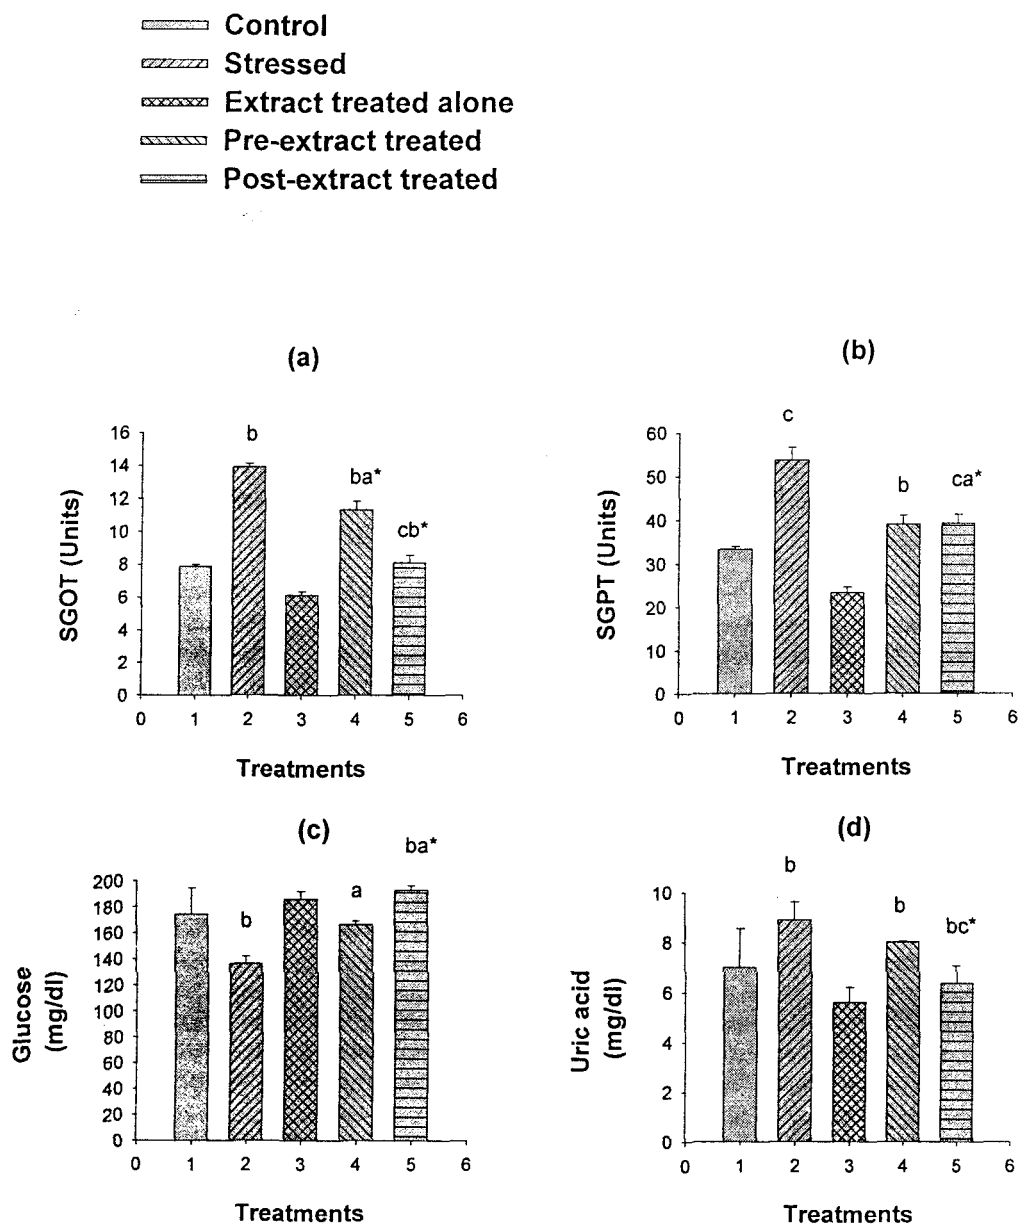 Control
Stressed
Extract treated alone
Pre-extract treated
Post-extract treated
(a)
16
14
12
10
8
6
4
2
0
SGOT (Units)
b
ba*
cb*
0 1 2 3 4 5 6
Treatments
(b)
60
50
40
30
20
10
0
SGPT (Units)
c
b
ca*
0 1 2 3 4 5 6
Treatments
(c)
200
180
160
140
120
100
80
60
40
20
0
Glucose
(mg/dl)
b
a
ba*
0 1 2 3 4 5 6
Treatments
(d)
10
8
6
4
2
0
Uric acid
(mg/dl)
b
b
bc*
0 1 2 3 4 5 6
Treatments